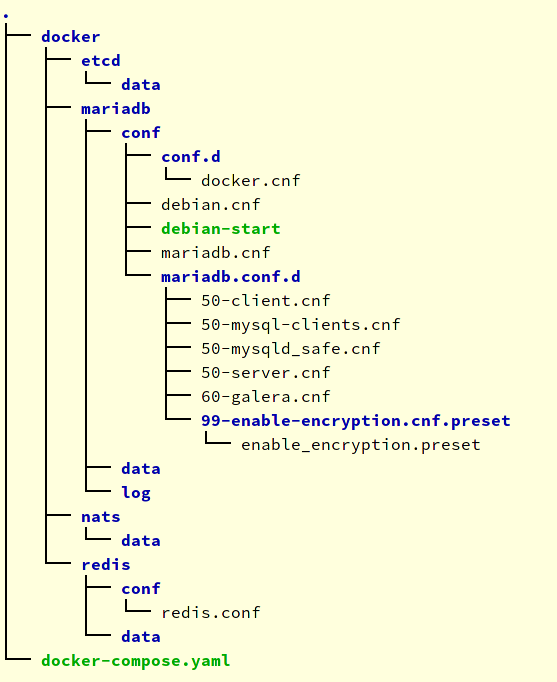 .
docker
etcd
data
mariadb
conf
conf.d
docker.cnf
debian.cnf
debian-start
mariadb.cnf
mariadb.conf.d
50-client.cnf
50-mysql-clients.cnf
50-mysqld_safe.cnf
50-server.cnf
60-galera.cnf
99-enable-encryption.cnf.preset
enable_encryption.preset
data
log
nats
data
redis
conf
redis.conf
data
docker-compose.yaml